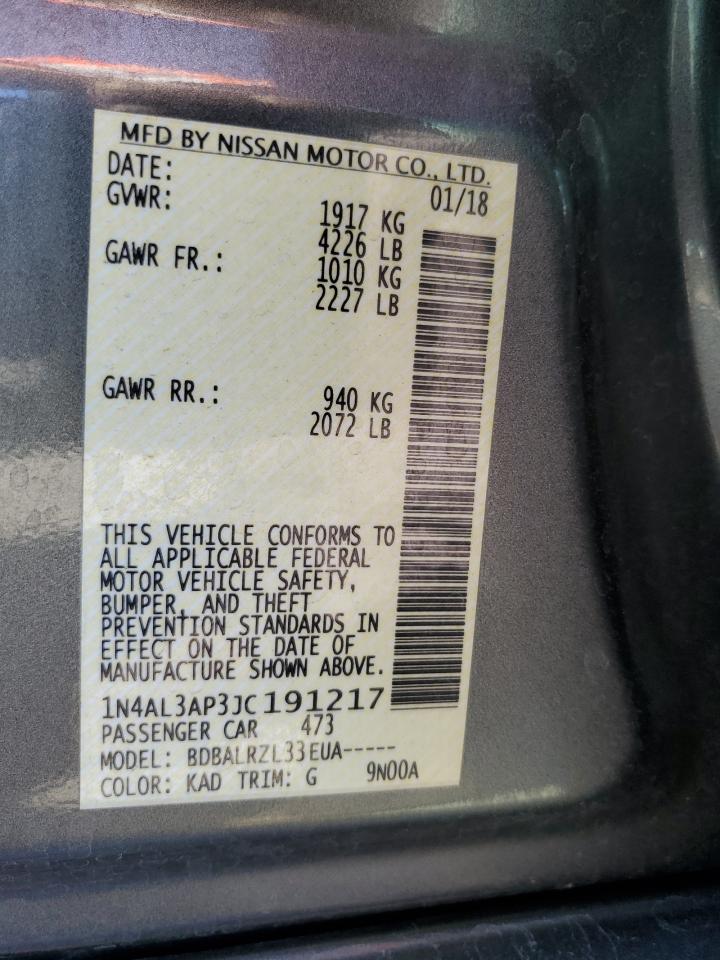 MFD BY NISSAN MOTOR CO., LTD.
DATE: 01/18
GVWR: 1917 KG
4226 LB
GAWR FR.: 1010 KG
2227 LB
GAWR RR.: 940 KG
2072 LB
THIS VEHICLE CONFORMS TO
ALL APPLICABLE FEDERAL
MOTOR VEHICLE SAFETY,
BUMPER, AND THEFT
PREVENTION STANDARDS IN
EFFECT ON THE DATE OF
MANUFACTURE SHOWN ABOVE.
1N4AL3AP3JC191217
PASSENGER CAR 473
MODEL: BDBALRZL33EUA-----
COLOR: KAD TRIM: G 9N00A